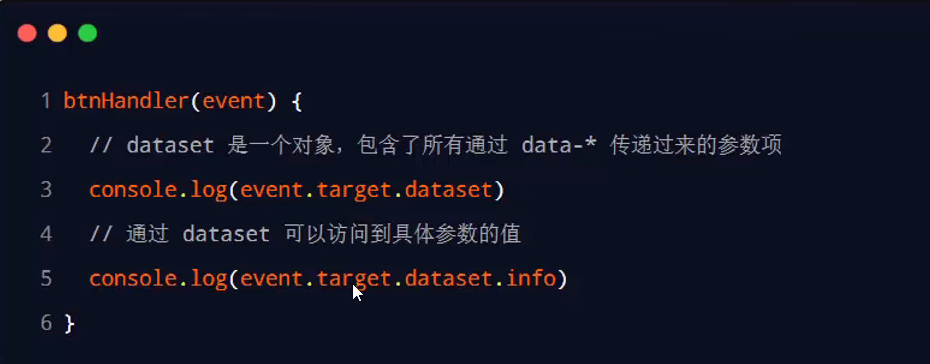 1 btnHandler(event) {
2 // dataset 是一个对象，包含了所有通过 data-* 传递过来的参数项
3 console.log(event.target.dataset)
4 // 通过 dataset 可以访问到具体参数的值
5 console.log(event.target.dataset.info)
6 }